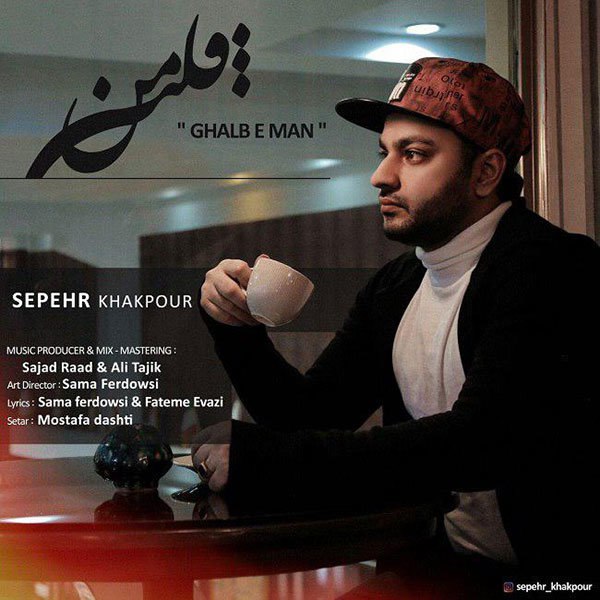 قلب من
" GHALB E MAN "
SEPEHR KHAKPOUR
MUSIC PRODUCER & MIX - MASTERING :
Sajad Raad & Ali Tajik
Art Director : Sama Ferdowsi
Lyrics : Sama ferdowsi & Fateme Evazi
Setar : Mostafa dashti
sepehr_khakpour